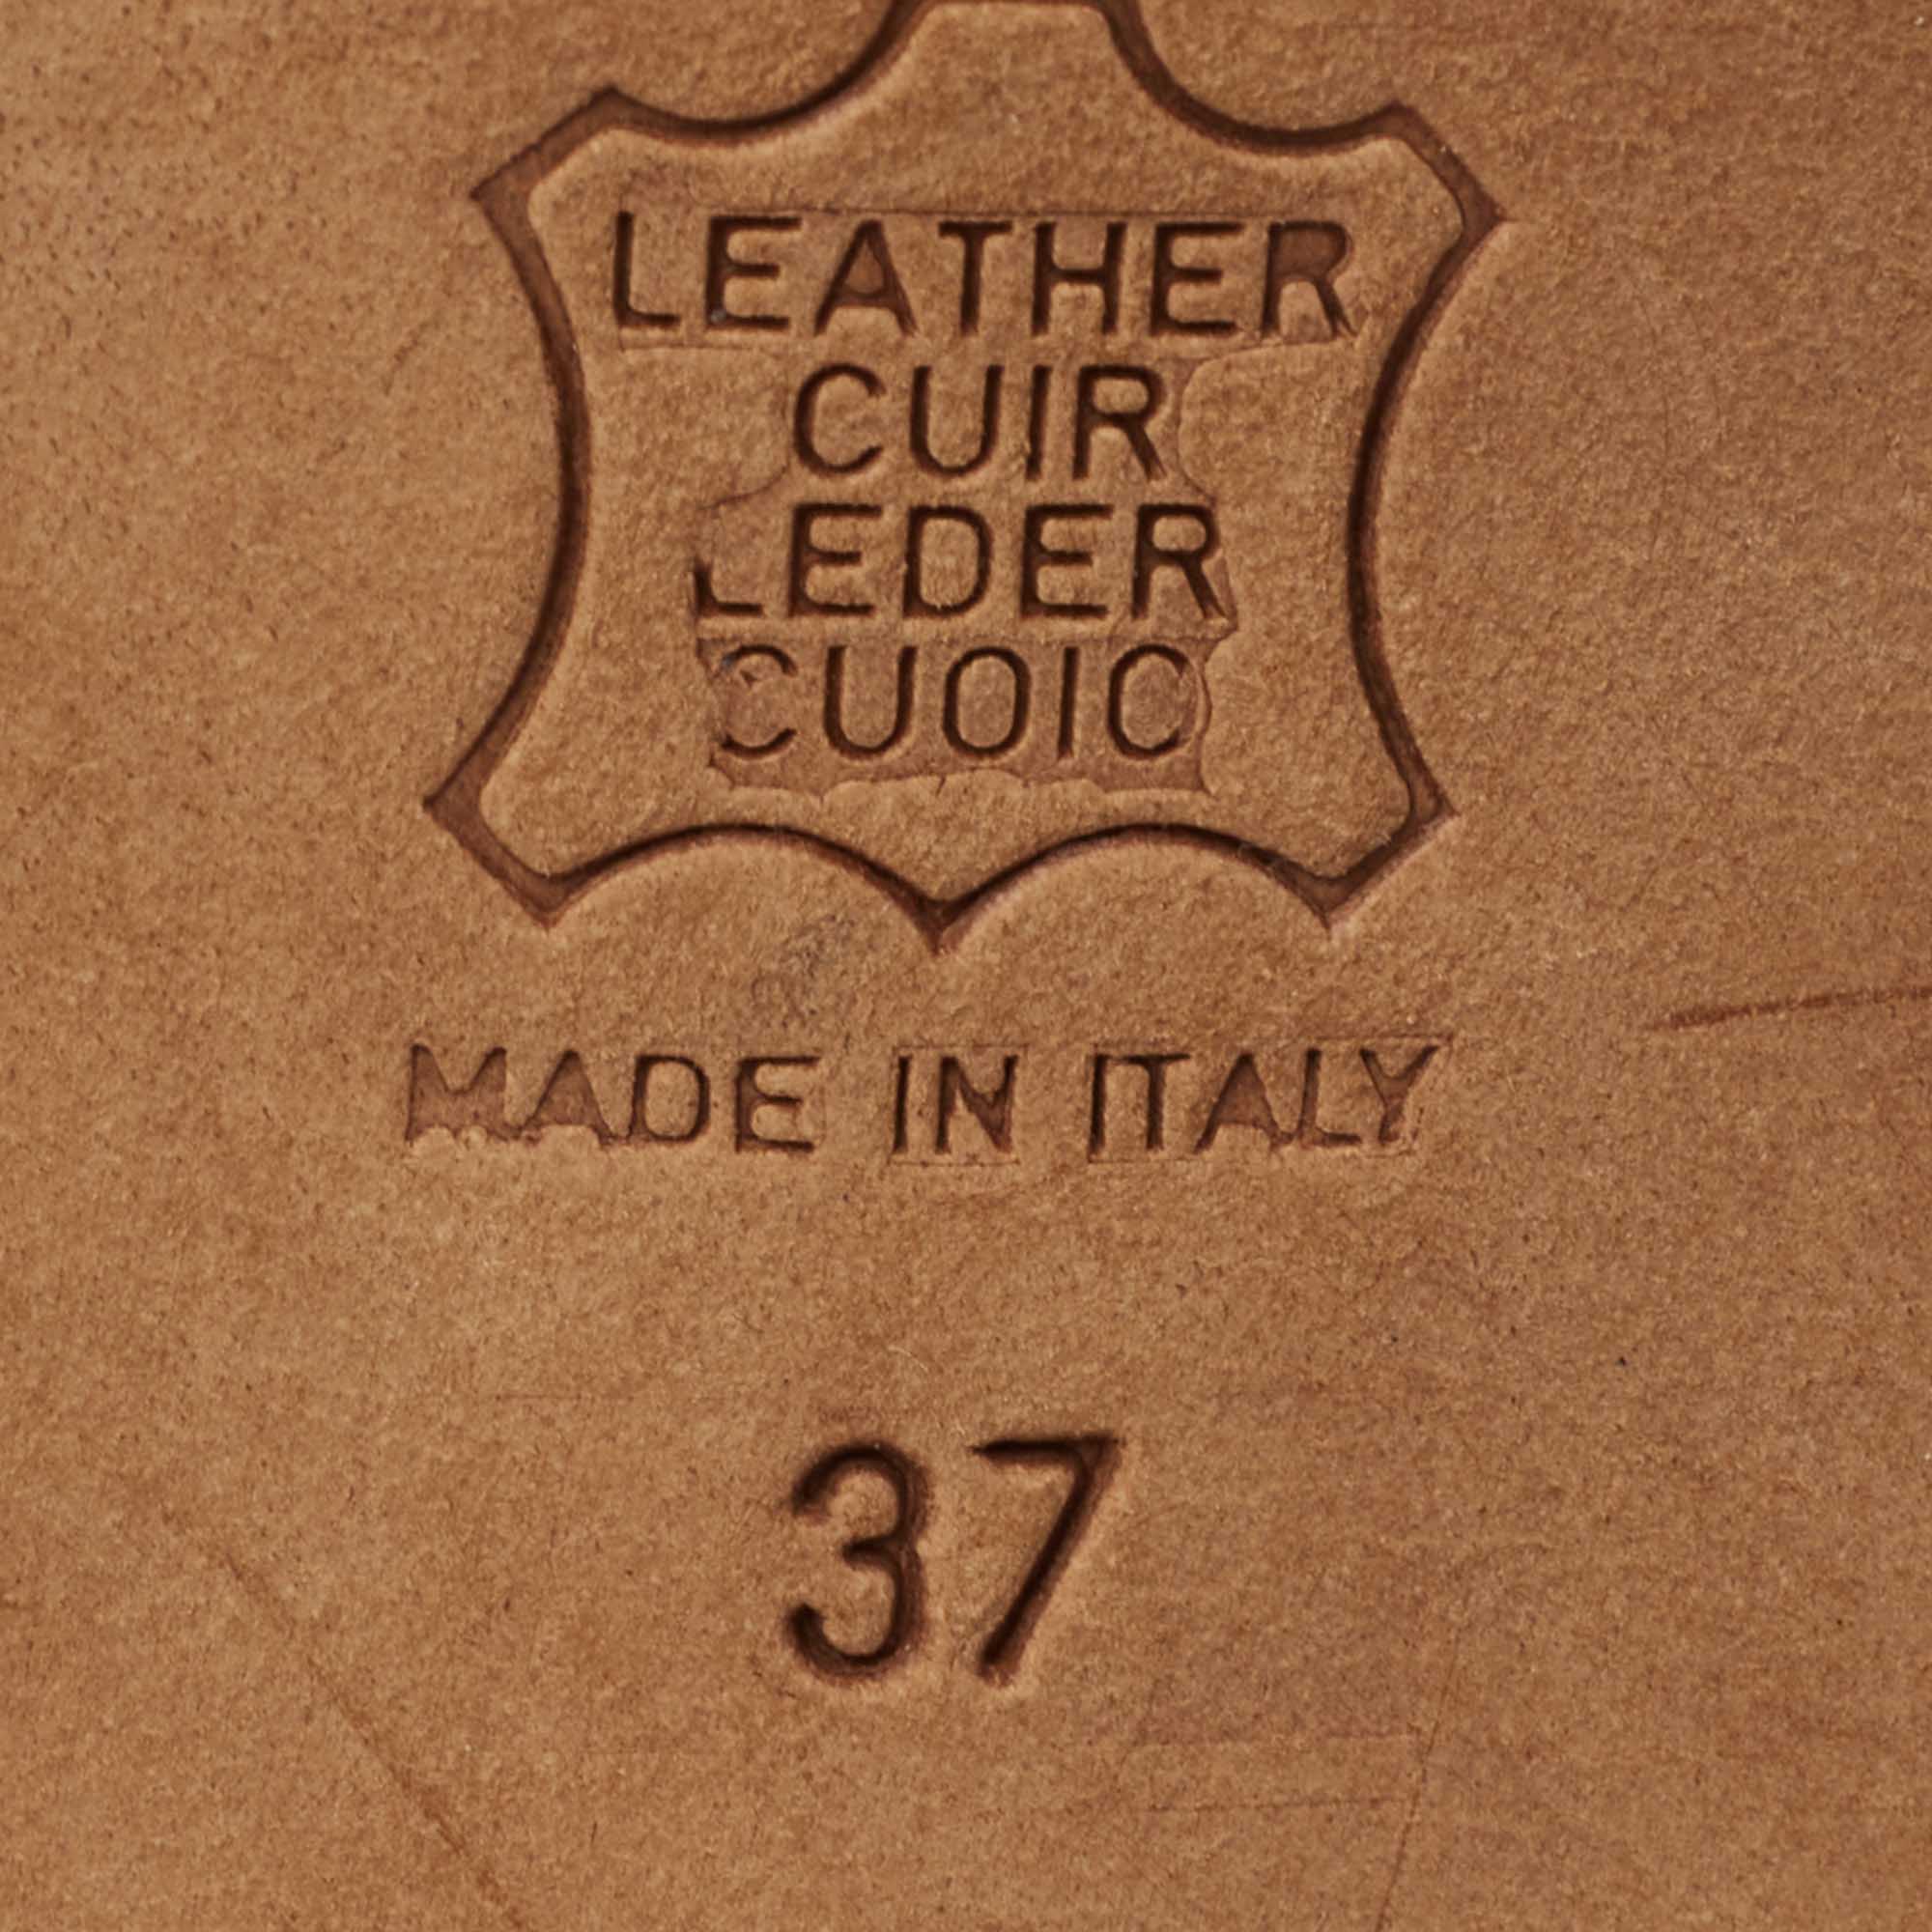 LEATHER
CUIR
LEDER
CUOIO
MADE IN ITALY
37